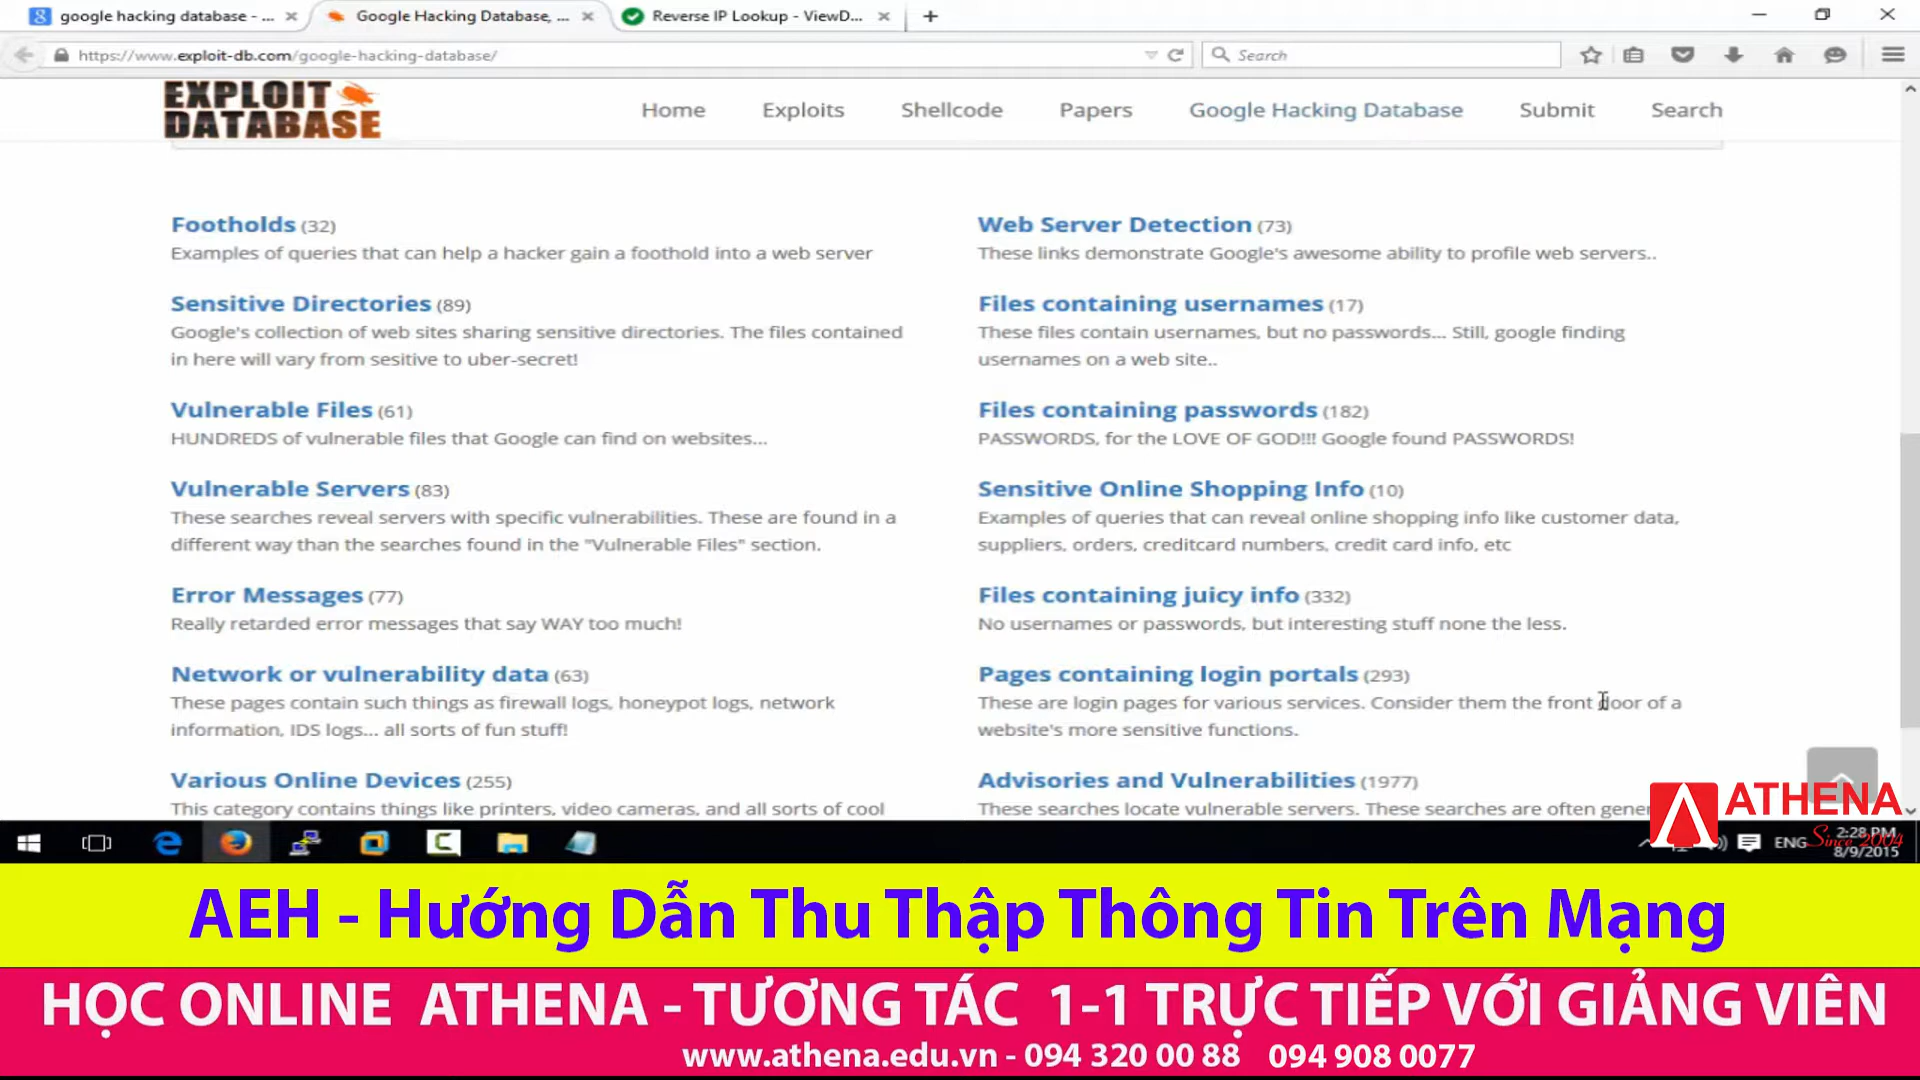 google hacking database - ...
Google Hacking Database, ...
Reverse IP Lookup - ViewD...
https://www.exploit-db.com/google-hacking-database/
Search
EXPLOIT
DATABASE
Home
Exploits
Shellcode
Papers
Google Hacking Database
Submit
Search
Footholds (32)
Examples of queries that can help a hacker gain a foothold into a web server
Sensitive Directories (89)
Google's collection of web sites sharing sensitive directories. The files contained
in here will vary from sesitive to uber-secret!
Vulnerable Files (61)
HUNDREDS of vulnerable files that Google can find on websites...
Vulnerable Servers (83)
These searches reveal servers with specific vulnerabilities. These are found in a
different way than the searches found in the "Vulnerable Files" section.
Error Messages (77)
Really retarded error messages that say WAY too much!
Network or vulnerability data (63)
These pages contain such things as firewall logs, honeypot logs, network
information, IDS logs... all sorts of fun stuff!
Various Online Devices (255)
This category contains things like printers, video cameras, and all sorts of cool
Web Server Detection (73)
These links demonstrate Google's awesome ability to profile web servers..
Files containing usernames (17)
These files contain usernames, but no passwords... Still, google finding
usernames on a web site..
Files containing passwords (182)
PASSWORDS, for the LOVE OF GOD!!! Google found PASSWORDS!
Sensitive Online Shopping Info (10)
Examples of queries that can reveal online shopping info like customer data,
suppliers, orders, creditcard numbers, credit card info, etc
Files containing juicy info (332)
No usernames or passwords, but interesting stuff none the less.
Pages containing login portals (293)
These are login pages for various services. Consider them the front door of a
website's more sensitive functions.
Advisories and Vulnerabilities (1977)
These searches locate vulnerable servers. These searches are often gener
ATHENA
Since 2004
ENG
2:28 PM
8/9/2015
AEH - Hướng Dẫn Thu Thập Thông Tin Trên Mạng
HỌC ONLINE ATHENA - TƯƠNG TÁC 1-1 TRỰC TIẾP VỚI GIẢNG VIÊN
www.athena.edu.vn - 094 320 00 88 094 908 0077